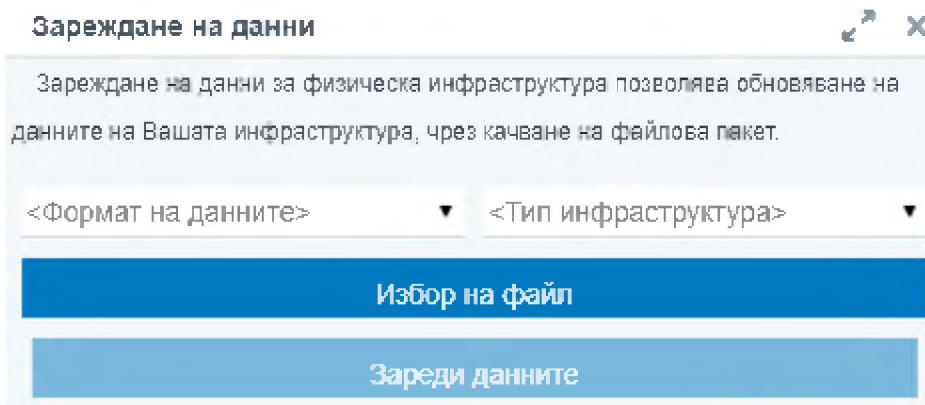 Зареждане на данни
Зареждане на данни за физическа инфраструктура позволява обновяване на
данните на Вашата инфраструктура, чрез качване на файлова пакет.
<Формат на данните> <Тип инфраструктура>
Избор на файл
Зареди данните